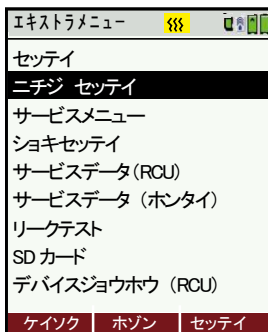 エキストラメニュー
セッテイ
ニチジ セッテイ
サービスメニュー
ショキセッテイ
サービスデータ(RCU)
サービスデータ (ホンタイ)
リークテスト
SDカード
デバイスジョウホウ (RCU)
ケイソク ホゾン セッテイ